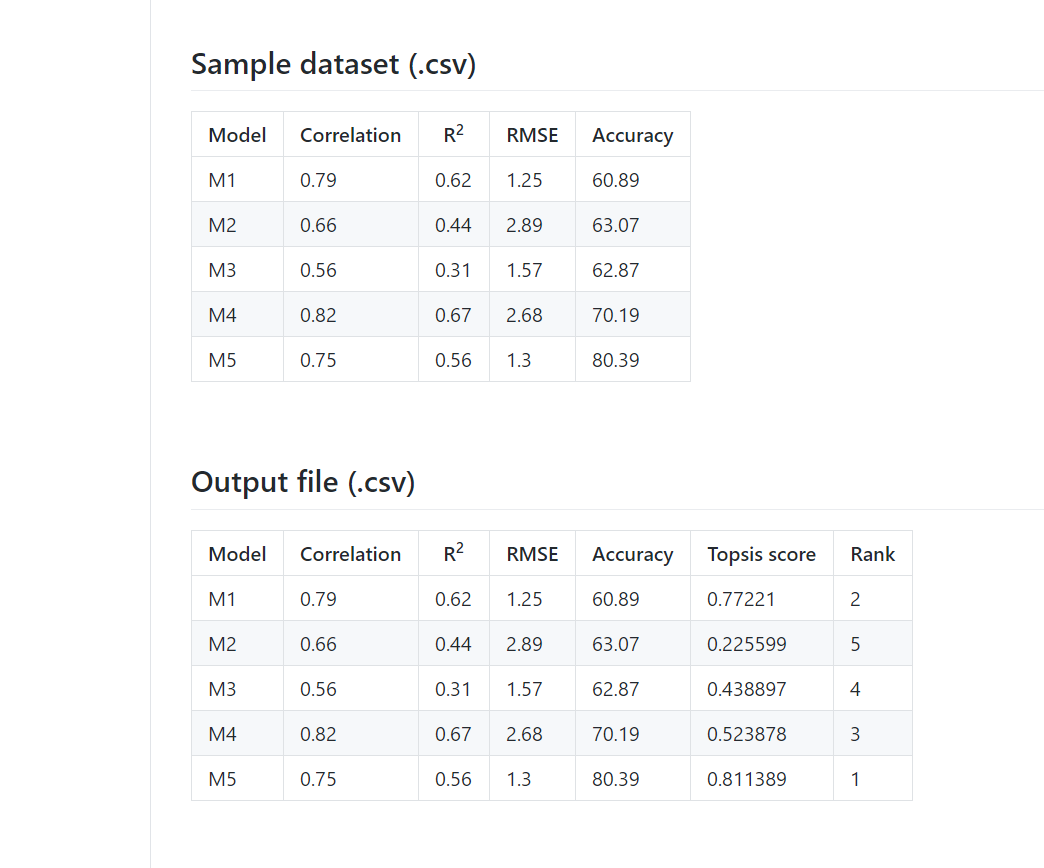 Sample dataset (.csv)
Model Correlation R² RMSE Accuracy
M1 0.79 0.62 1.25 60.89
M2 0.66 0.44 2.89 63.07
M3 0.56 0.31 1.57 62.87
M4 0.82 0.67 2.68 70.19
M5 0.75 0.56 1.3 80.39
Output file (.csv)
Model Correlation R² RMSE Accuracy Topsis score Rank
M1 0.79 0.62 1.25 60.89 0.77221 2
M2 0.66 0.44 2.89 63.07 0.225599 5
M3 0.56 0.31 1.57 62.87 0.438897 4
M4 0.82 0.67 2.68 70.19 0.523878 3
M5 0.75 0.56 1.3 80.39 0.811389 1